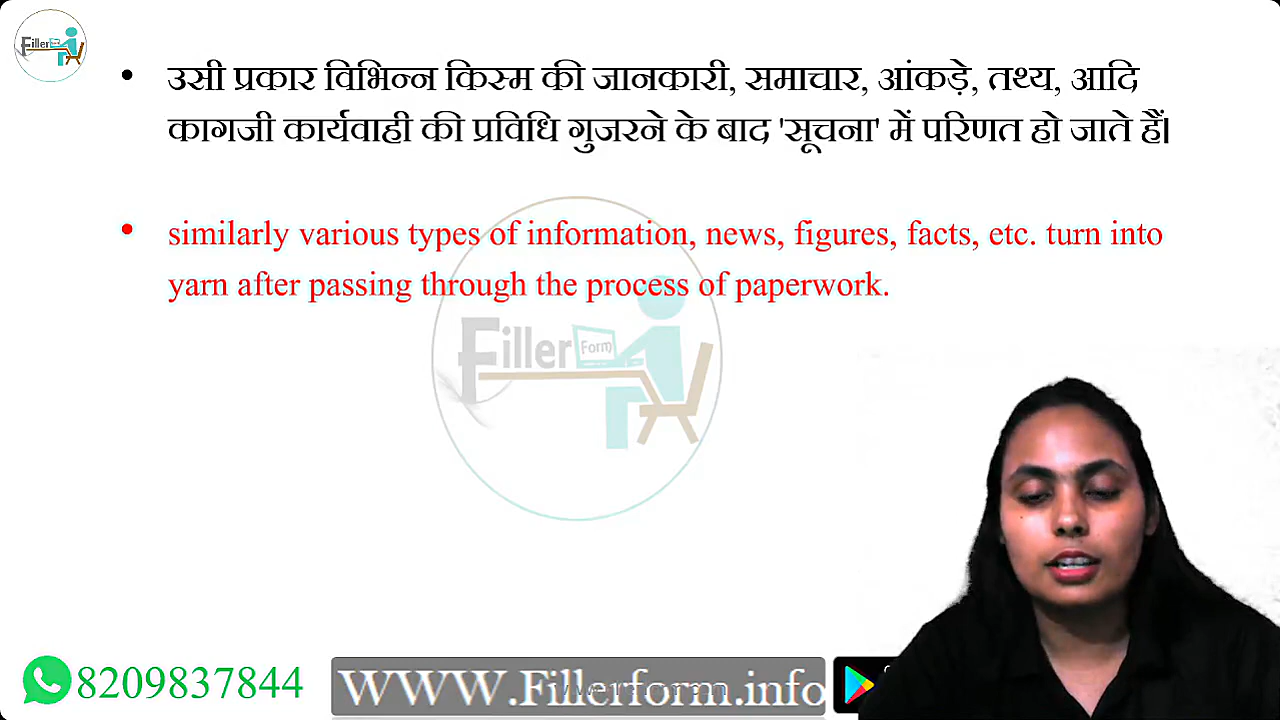 Filler Form
उसी प्रकार विभिन्न किस्म की जानकारी, समाचार, आंकड़े, तथ्य, आदि
कागजी कार्यवाही की प्रविधि गुजरने के बाद 'सूचना' में परिणत हो जाते हैं।
similarly various types of information, news, figures, facts, etc. turn into
yarn after passing through the process of paperwork.
Filler Form
8209837844
WWW.Fillerform.info